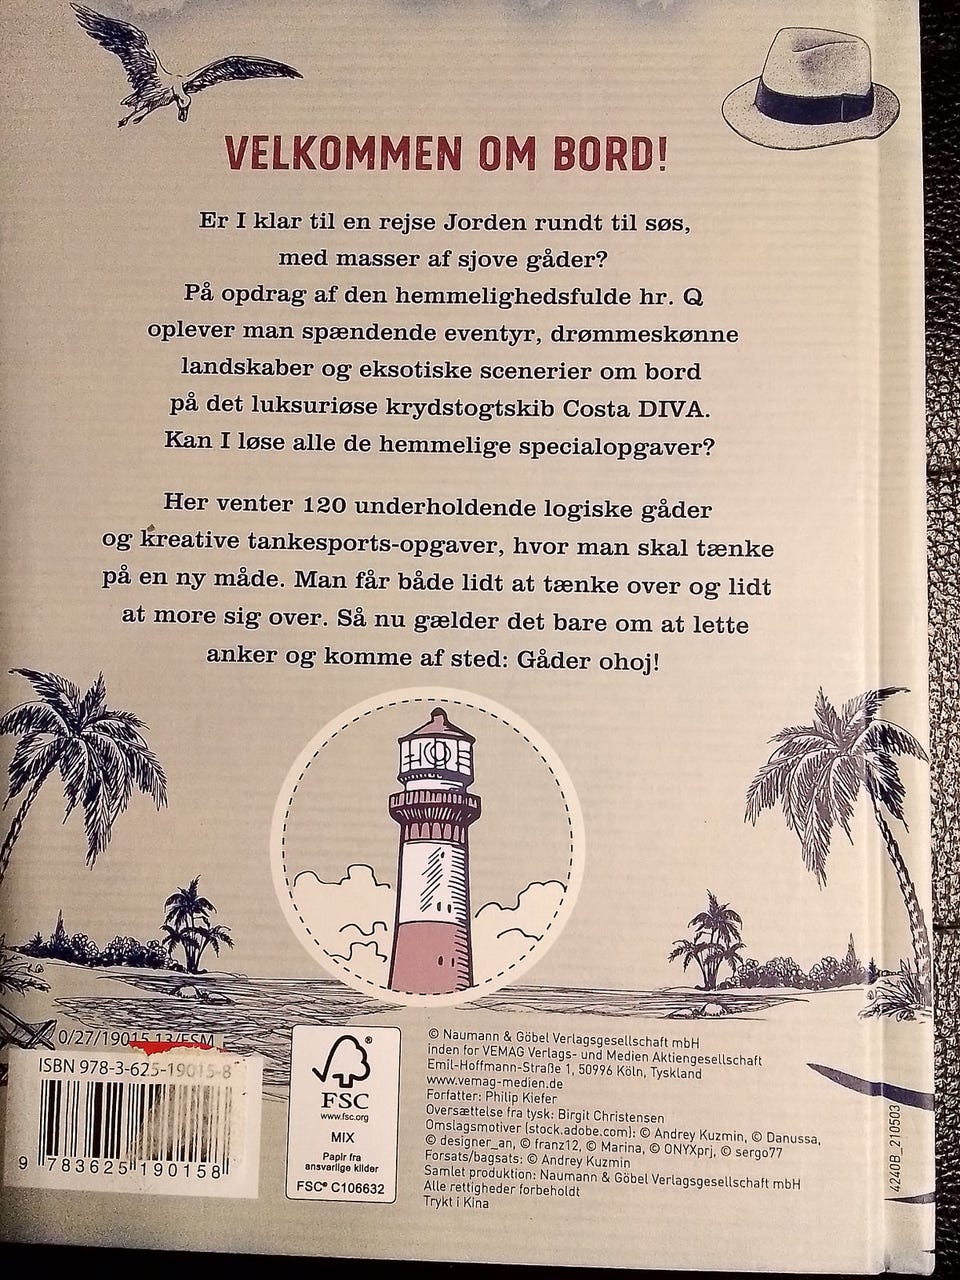 VELKOMMEN OM BORD!
Er I klar til en rejse Jorden rundt til søs,
med masser af sjove gåder?
På opdrag af den hemmelighedsfulde hr. Q
oplever man spændende eventyr, drømmeskønne
landskaber og eksotiske scenerier om bord
på det luksuriøse krydstogtskib Costa DIVA.
Kan I løse alle de hemmelige specialopgaver?
Her venter 120 underholdende logiske gåder
og kreative tankesports-opgaver, hvor man skal tænke
på en ny måde. Man får både lidt at tænke over og lidt
at more sig over. Så nu gælder det bare om at lette
anker og komme af sted: Gåder ohoj!
0/27/19015 13/FSM
ISBN 978-3-625-19015-8
9 783625 190158
®
FSC
www.fsc.org
MIX
Papir fra
ansvarlige kilder
FSC® C106632
© Naumann & Göbel Verlagsgesellschaft mbH
inden for VEMAG Verlags- und Medien Aktiengesellschaft
Emil-Hoffmann-Straße 1, 50996 Köln, Tyskland
www.vemag-medien.de
Forfatter: Philip Kiefer
Oversættelse fra tysk: Birgit Christensen
Omslagsmotiver (stock.adobe.com): © Andrey Kuzmin, © Danussa,
© designer_an, © franz12, © Marina, © ONYXprj, © sergo77
Forsats/bagsats: © Andrey Kuzmin
Samlet produktion: Naumann & Göbel Verlagsgesellschaft mbH
Alle rettigheder forbeholdt
Trykt i Kina
4240B_210503